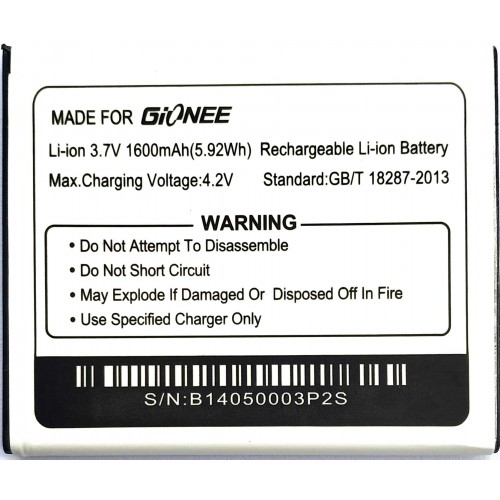 MADE FOR GiONEE
Li-ion 3.7V 1600mAh(5.92Wh) Rechargeable Li-ion Battery
Max.Charging Voltage:4.2V Standard:GB/T 18287-2013
WARNING
• Do Not Attempt To Disassemble
• Do Not Short Circuit
• May Explode If Damaged Or Disposed Off In Fire
• Use Specified Charger Only
S/N:B14050003P2S